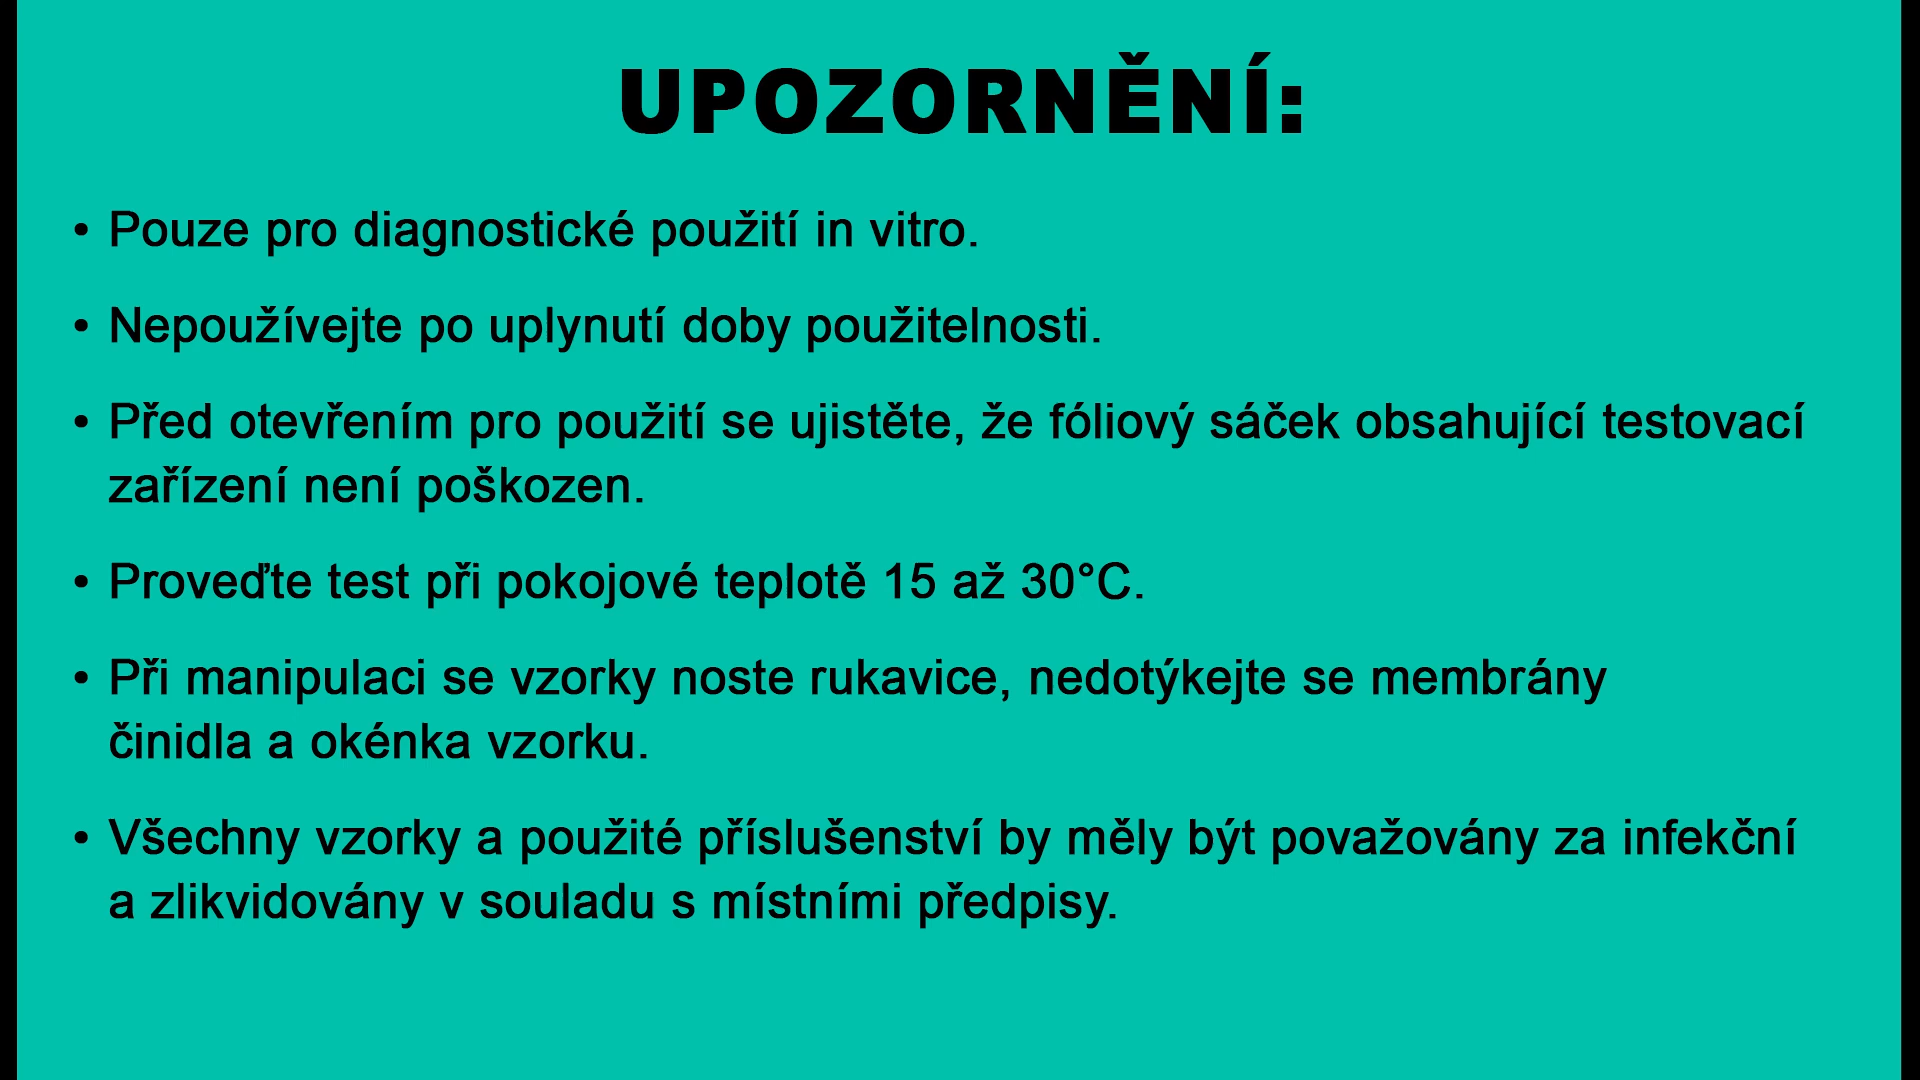 UPOZORNĚNÍ:
• Pouze pro diagnostické použití in vitro.
• Nepoužívejte po uplynutí doby použitelnosti.
• Před otevřením pro použití se ujistěte, že fóliový sáček obsahující testovací
zařízení není poškozen.
• Proveďte test při pokojové teplotě 15 až 30°C.
• Při manipulaci se vzorky noste rukavice, nedotýkejte se membrány
činidla a okénka vzorku.
• Všechny vzorky a použité příslušenství by měly být považovány za infekční
a zlikvidovány v souladu s místními předpisy.